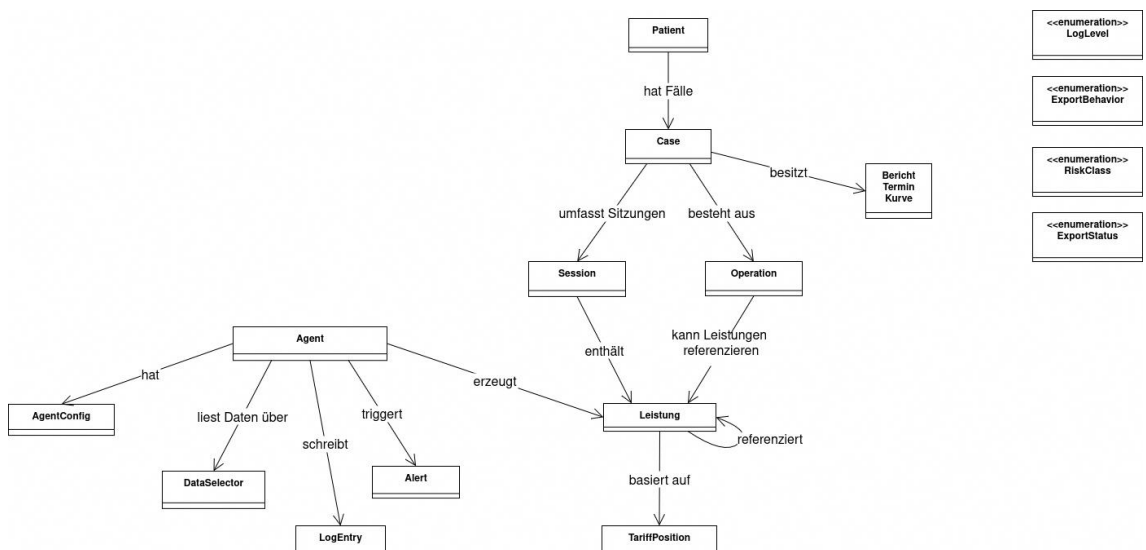 Patient
<<enumeration>>
LogLevel
<<enumeration>>
ExportBehavior
hat Fälle
Case
<<enumeration>>
RiskClass
besitzt
Bericht
Termin
Kurve
umfasst Sitzungen
besteht aus
<<enumeration>>
ExportStatus
Session
Operation
Agent
kann Leistungen
referenzieren
enthält
hat
erzeugt
AgentConfig
liest Daten über
triggert
Leistung
schreibt
referenziert
DataSelector
Alert
basiert auf
LogEntry
TariffPosition